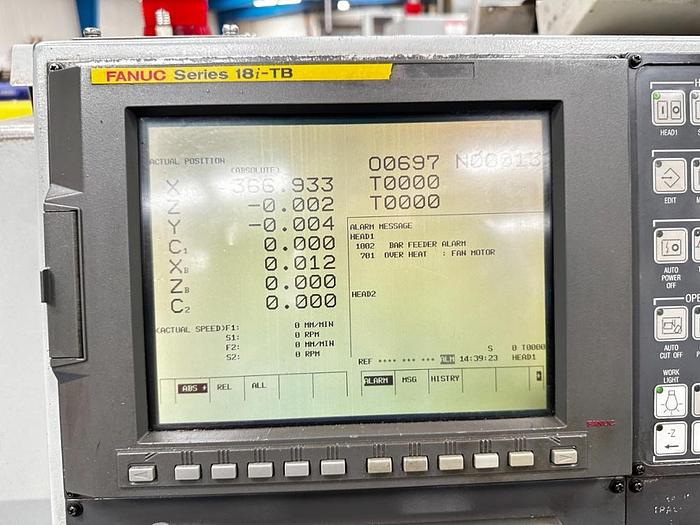 FANUC Series 18i-TB
ACTUAL POSITION
(ABSOLUTE)
O0697 N00013
X -366.933
T0000
Z -0.002
T0000
Y -0.004
C1 0.000
XB 0.012
ZB 0.000
C2 0.000
ALARM MESSAGE
HEAD1
1002 BAR FEEDER ALARM
701 OVER HEAT : FAN MOTOR
HEAD2
(ACTUAL SPEED)F1: 0 MM/MIN
S1: 0 RPM
F2: 0 MM/MIN
S2: 0 RPM
S 0 T0000
REF **** *** *** ALM 14:39:23 HEAD1
ABS REL ALL
ALARM MSG HISTRY
FANUC
HEAD1
EDIT
AUTO
POWER
OFF
AUTO
CUT OFF
WORK
LIGHT
-Z